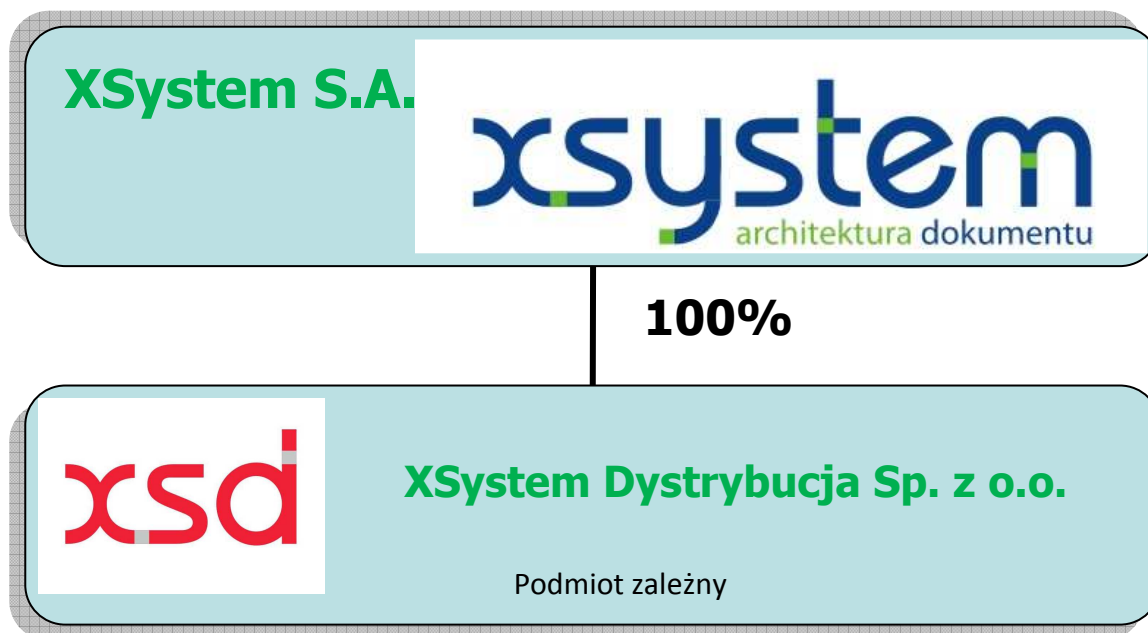 XSystem S.A.
xsystem
architektura dokumentu
100%
xsd
XSystem Dystrybucja Sp. z o.o.
Podmiot zależny